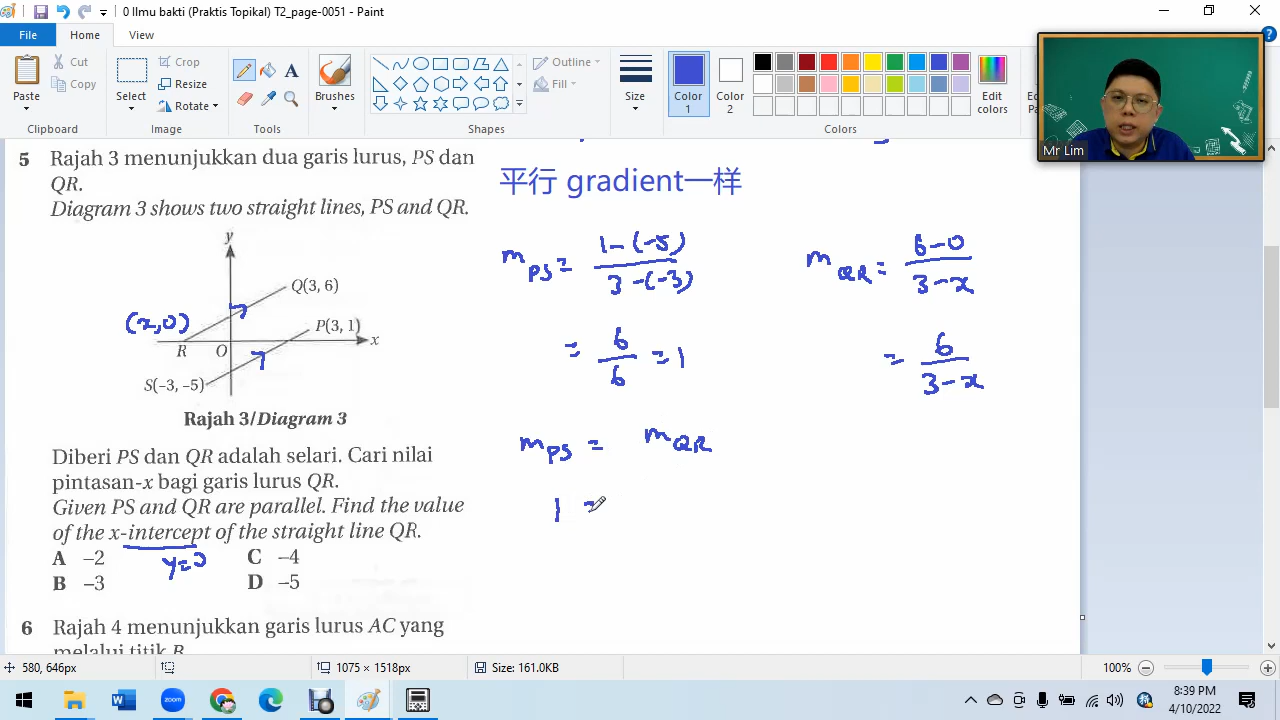 0 Ilmu bakti (Praktis Topikal) T2_page-0051 - Paint
File Home View
Paste Cut Copy Clipboard
Select Crop Resize Rotate Image
A Tools
Brushes
Outline Fill Shapes
Size
Color 1 Color 2 Edit colors Colors
Mr Lim
5 Rajah 3 menunjukkan dua garis lurus, PS dan
QR.
Diagram 3 shows two straight lines, PS and QR.
y
Q(3, 6)
(x,0)
P(3, 1)
R O x
S(–3, –5)
Rajah 3/Diagram 3
Diberi PS dan QR adalah selari. Cari nilai
pintasan-x bagi garis lurus QR.
Given PS and QR are parallel. Find the value
of the x-intercept of the straight line QR.
A –2 C –4
y=0
B –3 D –5
6 Rajah 4 menunjukkan garis lurus AC yang
melalui titik B.
平行 gradient一样
m PS = 1-(-5) / 3-(-3)
= 6/6 = 1
m QR = 6-0 / 3-x
= 6 / 3-x
m PS = m QR
1 =
580, 646px 1075 × 1518px Size: 161.0KB 100%
zoom
8:39 PM
4/10/2022